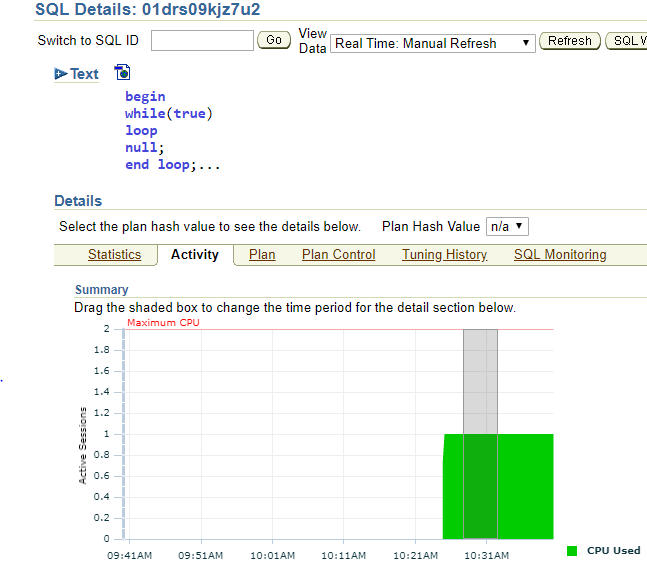 SQL Details: 01drs09kjz7u2
Switch to SQL ID Go View Data Real Time: Manual Refresh Refresh SQL W
Text
begin
while(true)
loop
null;
end loop;...
Details
Select the plan hash value to see the details below. Plan Hash Value n/a
Statistics Activity Plan Plan Control Tuning History SQL Monitoring
Summary
Drag the shaded box to change the time period for the detail section below.
Maximum CPU
2
1.8
1.6
1.4
1.2
1
0.8
0.6
0.4
0.2
0
Active Sessions
09:41AM 09:51AM 10:01AM 10:11AM 10:21AM 10:31AM
CPU Used